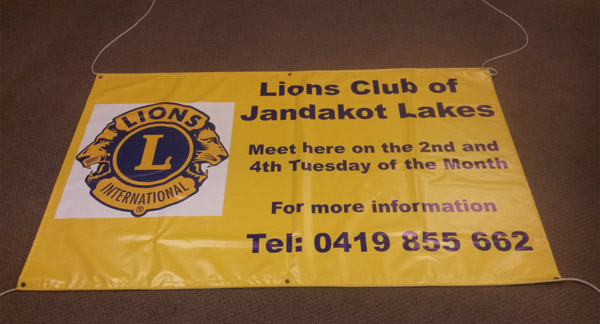 Lions Club of
Jandakot Lakes
Meet here on the 2nd and
4th Tuesday of the Month
For more information
Tel: 0419 855 662
LIONS
L
INTERNATIONAL
®